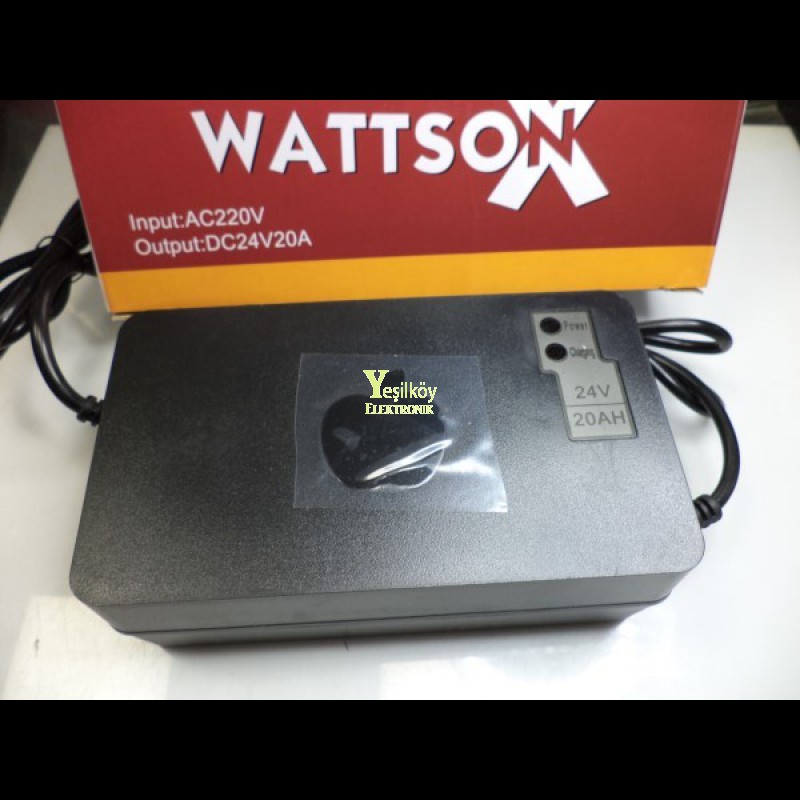 WATTSON
Input:AC220V
Output:DC24V20A
Power
Charging
24V
20AH
Yeşilköy
ELEKTRONIK